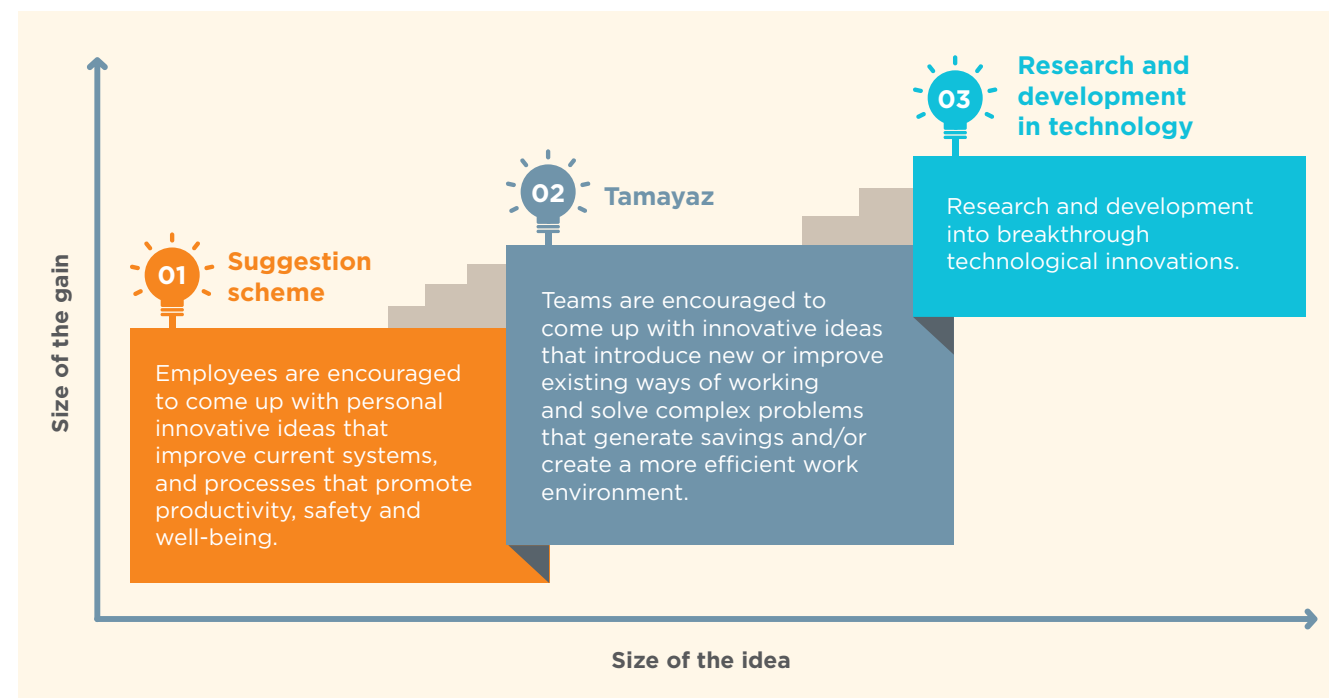 Size of the gain
01
Suggestion
scheme
Employees are encouraged
to come up with personal
innovative ideas that
improve current systems,
and processes that promote
productivity, safety and
well-being.
02
Tamayaz
Teams are encouraged to
come up with innovative ideas
that introduce new or improve
existing ways of working
and solve complex problems
that generate savings and/or
create a more efficient work
environment.
03
Research and
development
in technology
Research and development
into breakthrough
technological innovations.
Size of the idea